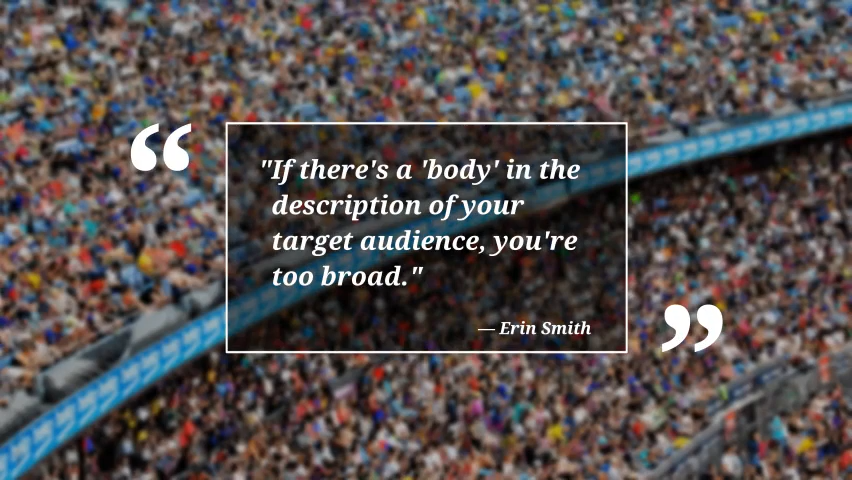 "If there's a 'body' in the
description of your
target audience, you're
too broad."
— Erin Smith